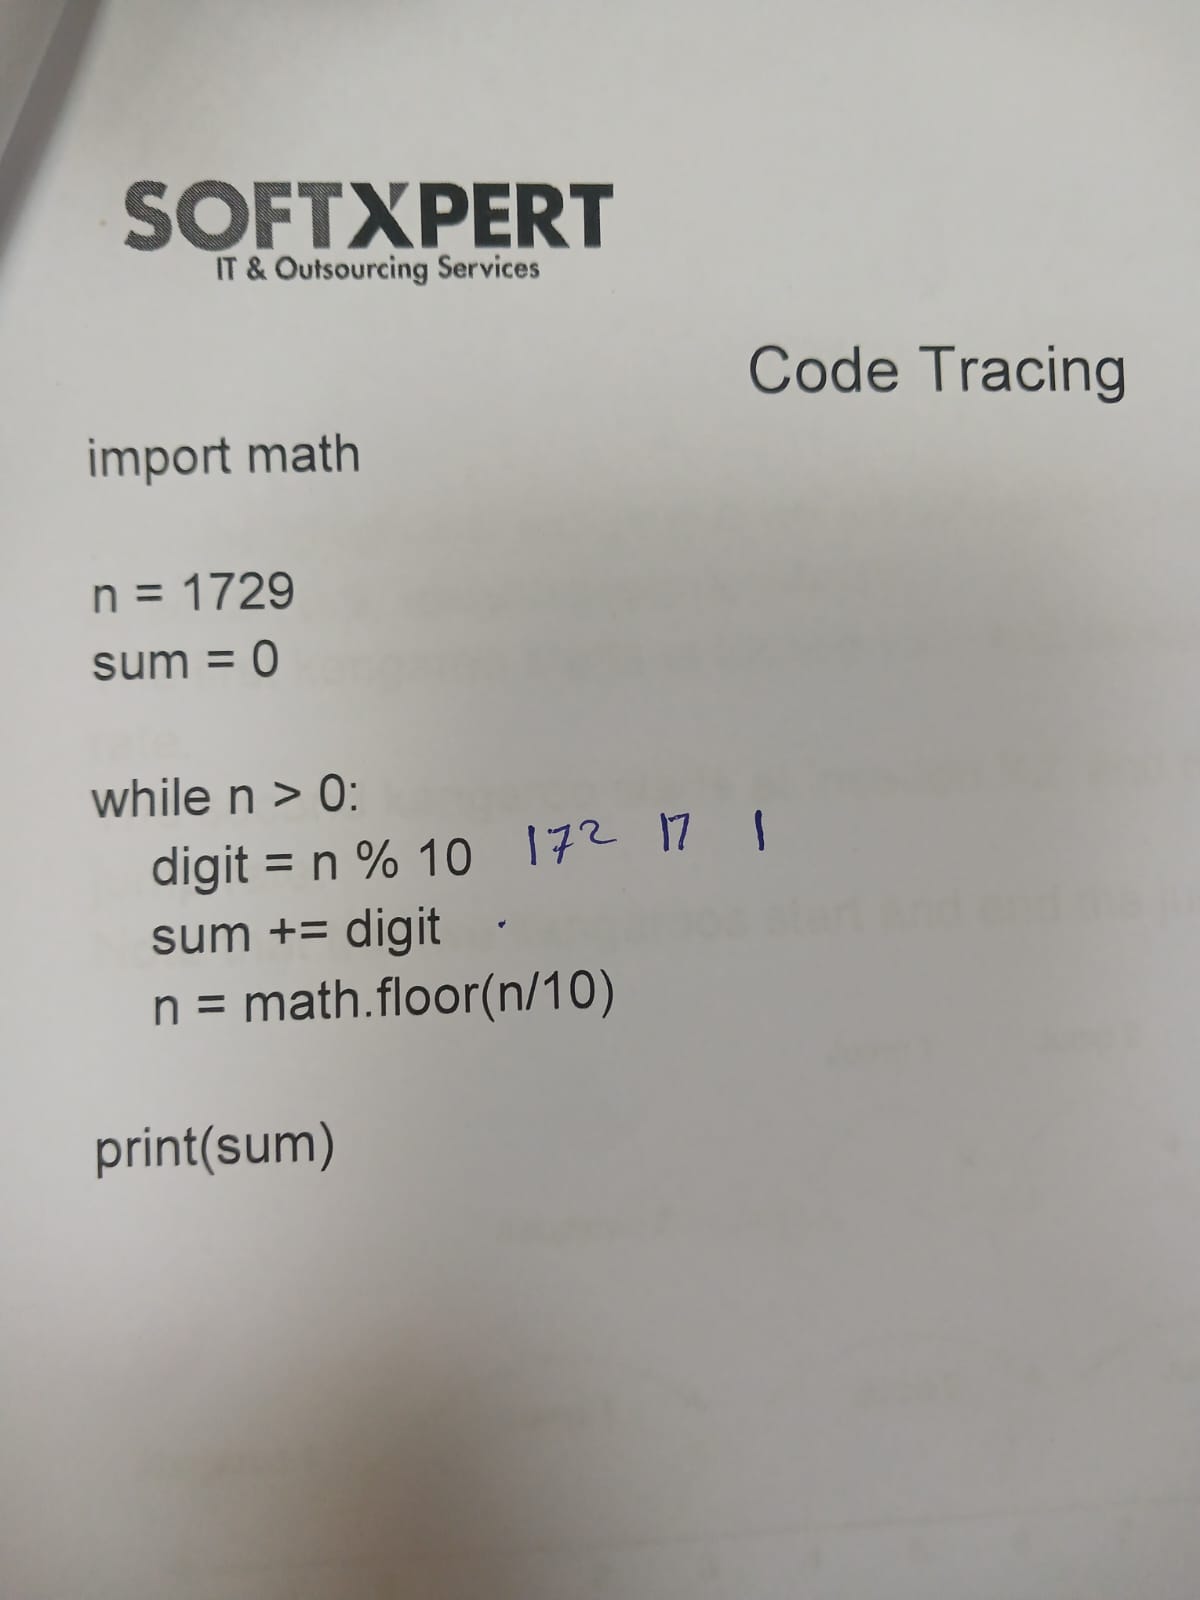 SOFTXPERT
IT & Outsourcing Services
Code Tracing
import math
n = 1729
sum = 0
while n > 0:
digit = n % 10 172 17 1
sum += digit
n = math.floor(n/10)
print(sum)